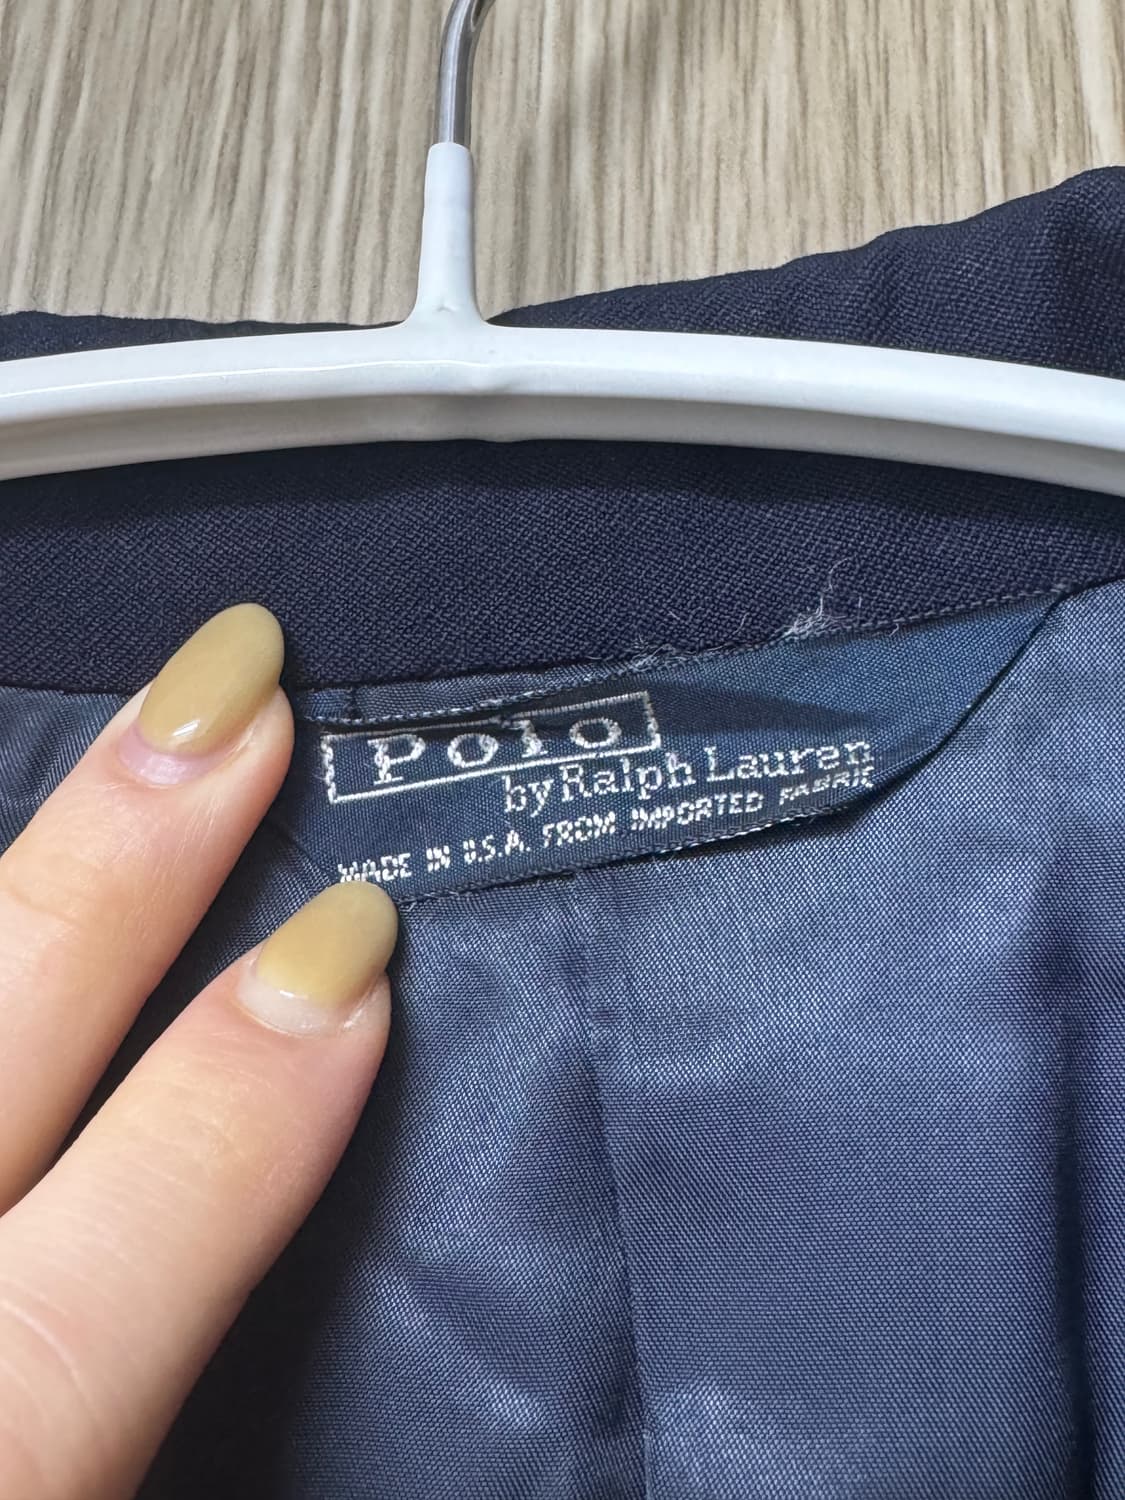 Polo
by Ralph Lauren
MADE IN U.S.A. FROM IMPORTED FABRIC